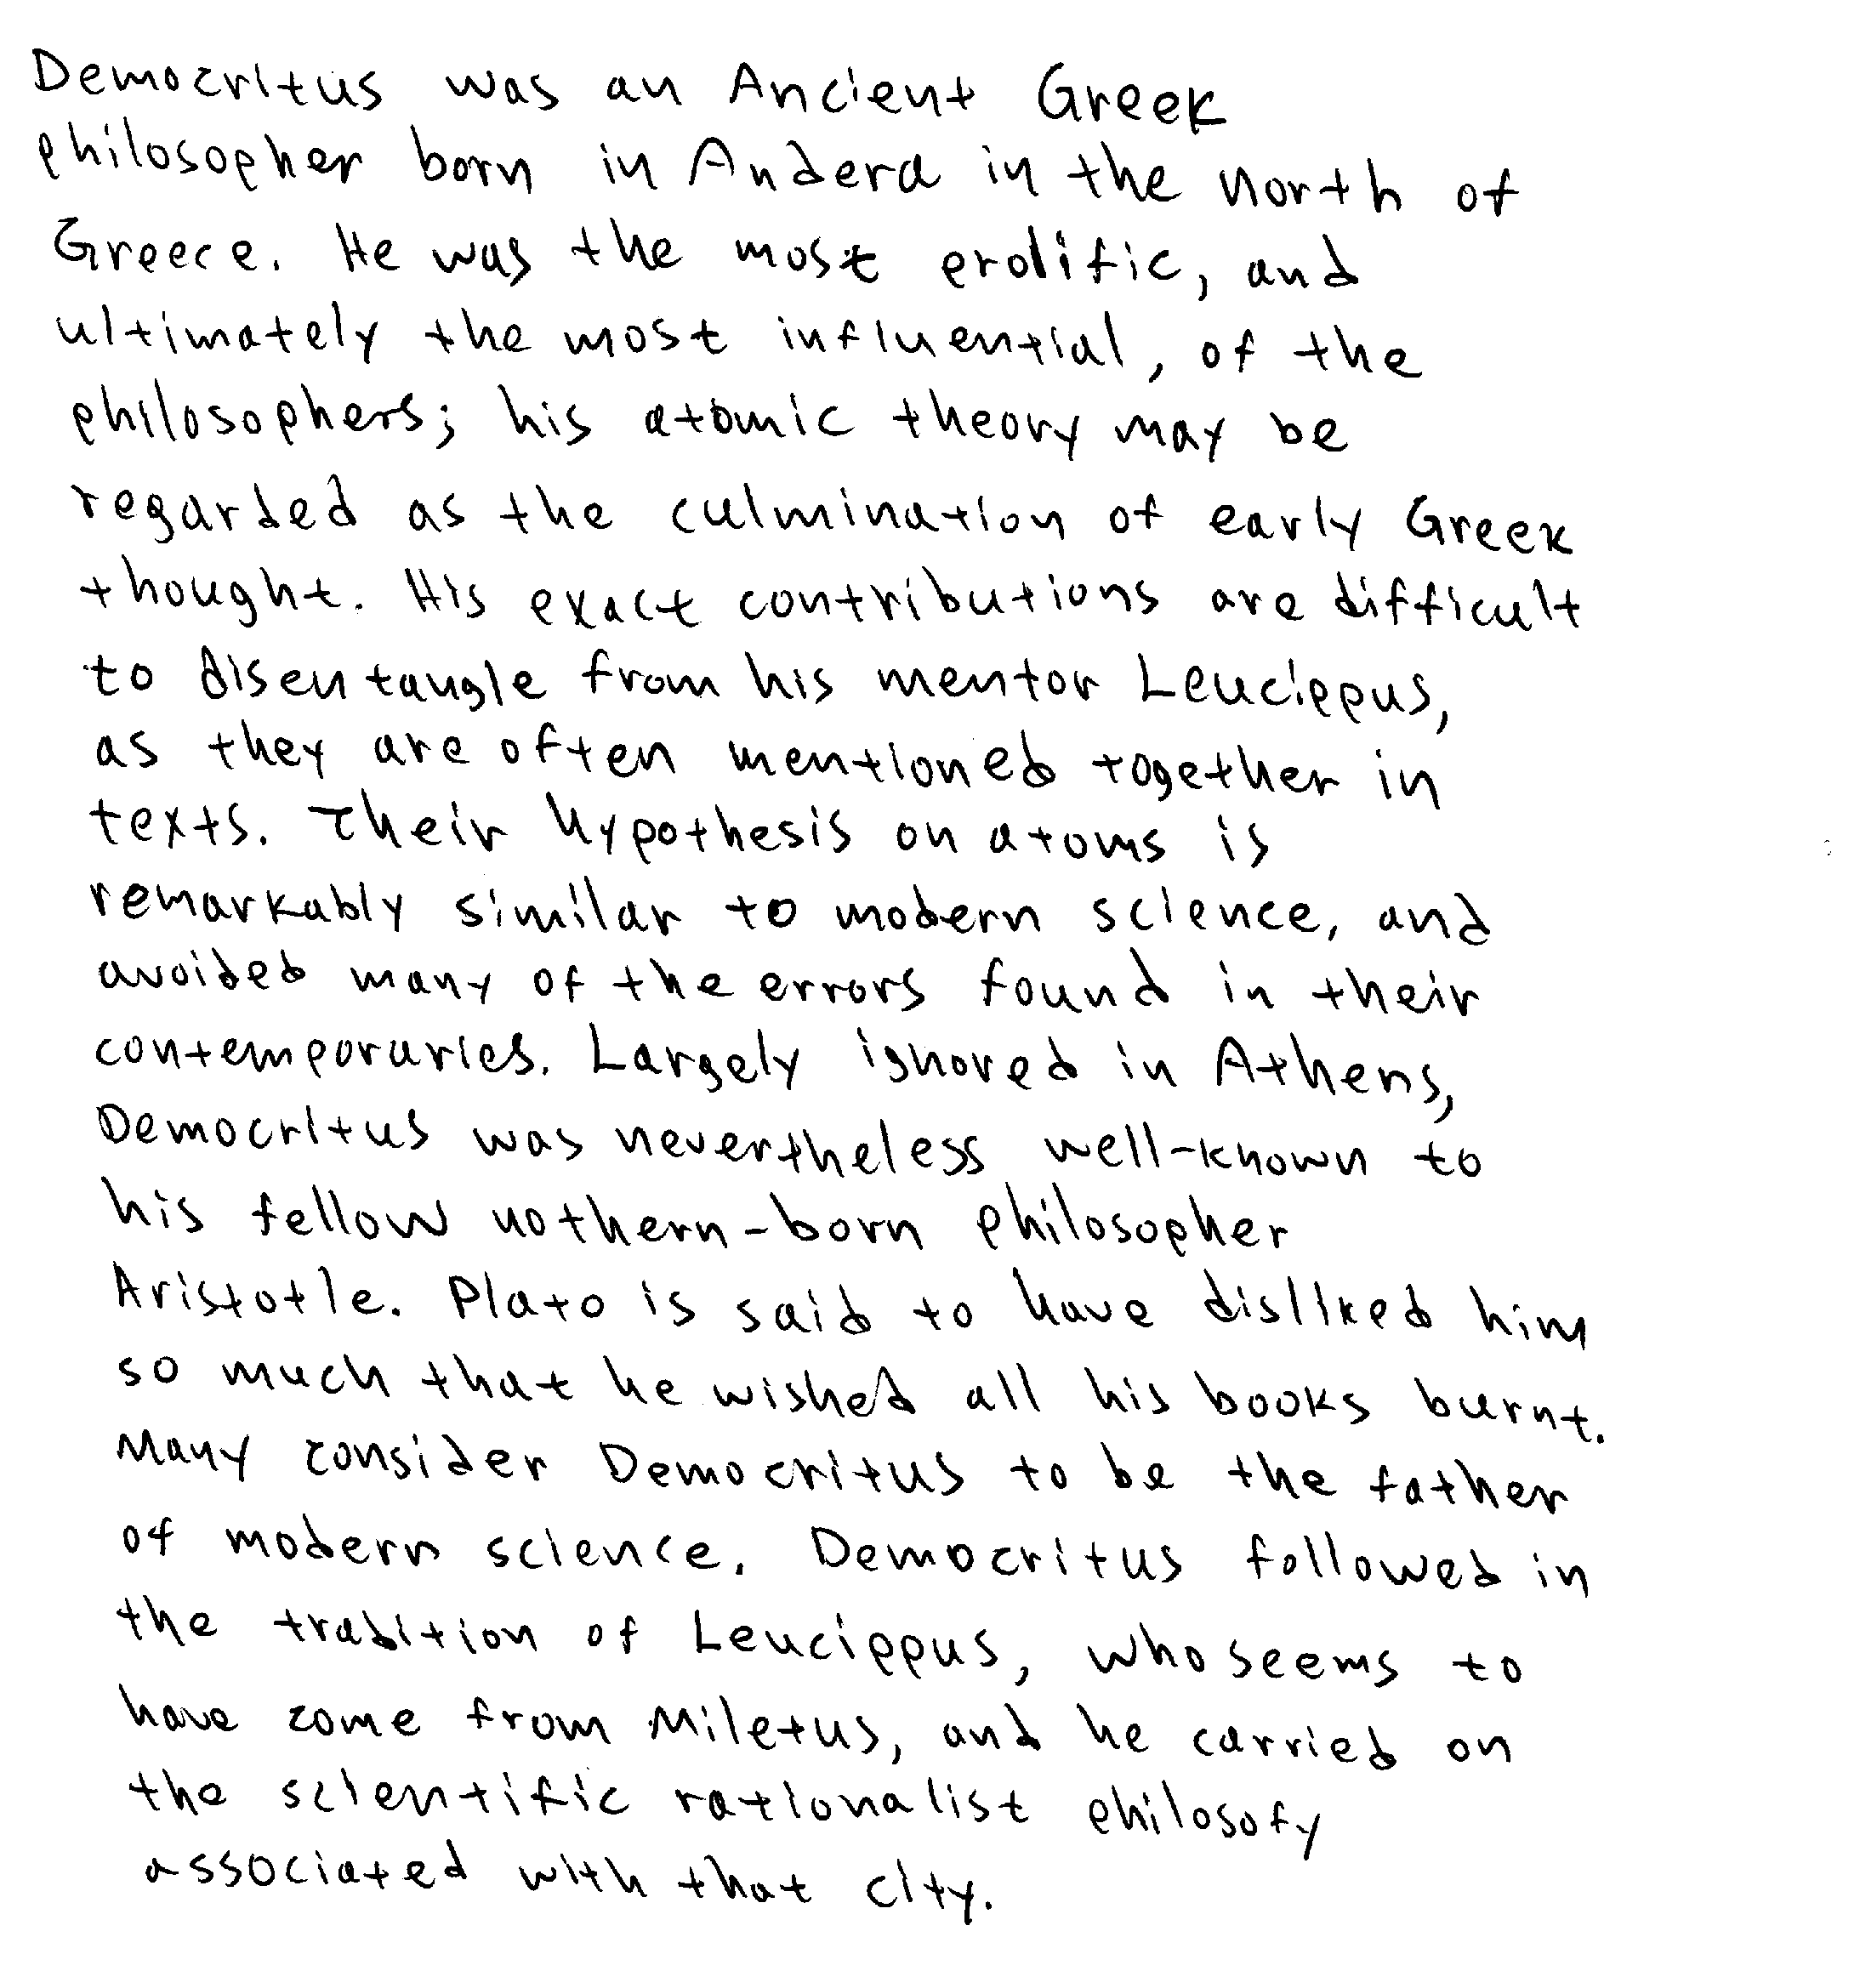 Democritus was an Ancient Greek
philosopher born in Andera in the north of
Greece. He was the most prolific, and
ultimately the most influential, of the
philosophers; his atomic theory may be
regarded as the culmination of early Greek
thought. His exact contributions are difficult
to disentangle from his mentor Leucippus,
as they are often mentioned together in
texts. Their hypothesis on atoms is
remarkably similar to modern science, and
avoided many of the errors found in their
contemporaries. Largely ignored in Athens,
Democritus was nevertheless well-known to
his fellow nothern-born philosopher
Aristotle. Plato is said to have disliked him
so much that he wished all his books burnt.
Many consider Democritus to be the father
of modern science. Democritus followed in
the tradition of Leucippus, who seems to
have come from Miletus, and he carried on
the scientific rationalist philosofy
associated with that city.